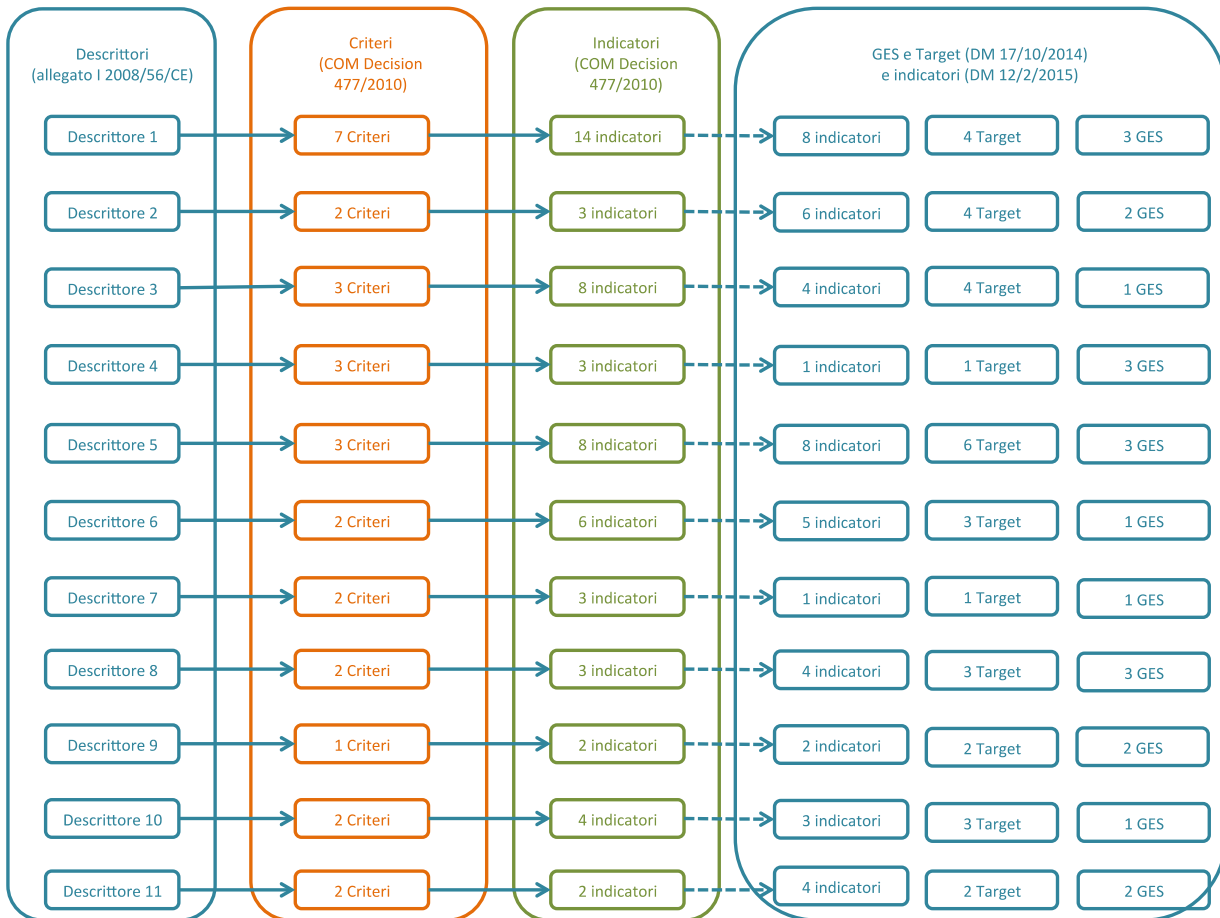 Descrittori
(allegato I 2008/56/CE)
Criteri
(COM Decision
477/2010)
Indicatori
(COM Decision
477/2010)
GES e Target (DM 17/10/2014)
e indicatori (DM 12/2/2015)
Descrittore 1
7 Criteri
14 indicatori
8 indicatori
4 Target
3 GES
Descrittore 2
2 Criteri
3 indicatori
6 indicatori
4 Target
2 GES
Descrittore 3
3 Criteri
8 indicatori
4 indicatori
4 Target
1 GES
Descrittore 4
3 Criteri
3 indicatori
1 indicatori
1 Target
3 GES
Descrittore 5
3 Criteri
8 indicatori
8 indicatori
6 Target
3 GES
Descrittore 6
2 Criteri
6 indicatori
5 indicatori
3 Target
1 GES
Descrittore 7
2 Criteri
3 indicatori
1 indicatori
1 Target
1 GES
Descrittore 8
2 Criteri
3 indicatori
4 indicatori
3 Target
3 GES
Descrittore 9
1 Criteri
2 indicatori
2 indicatori
2 Target
2 GES
Descrittore 10
2 Criteri
4 indicatori
3 indicatori
3 Target
1 GES
Descrittore 11
2 Criteri
2 indicatori
4 indicatori
2 Target
2 GES